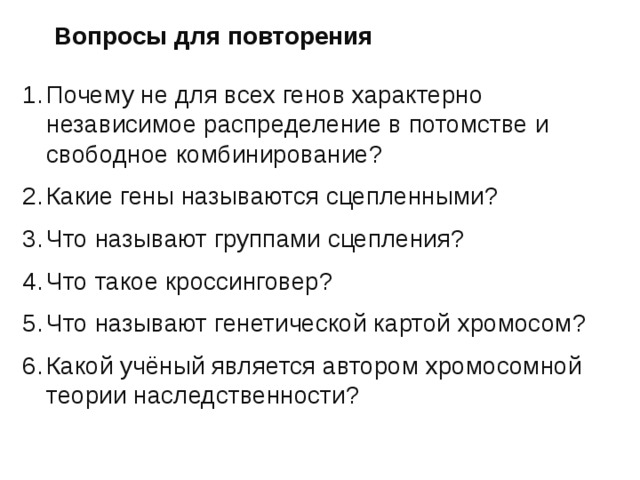 Вопросы для повторения
1. Почему не для всех генов характерно
независимое распределение в потомстве и
свободное комбинирование?
2. Какие гены называются сцепленными?
3. Что называют группами сцепления?
4. Что такое кроссинговер?
5. Что называют генетической картой хромосом?
6. Какой учёный является автором хромосомной
теории наследственности?